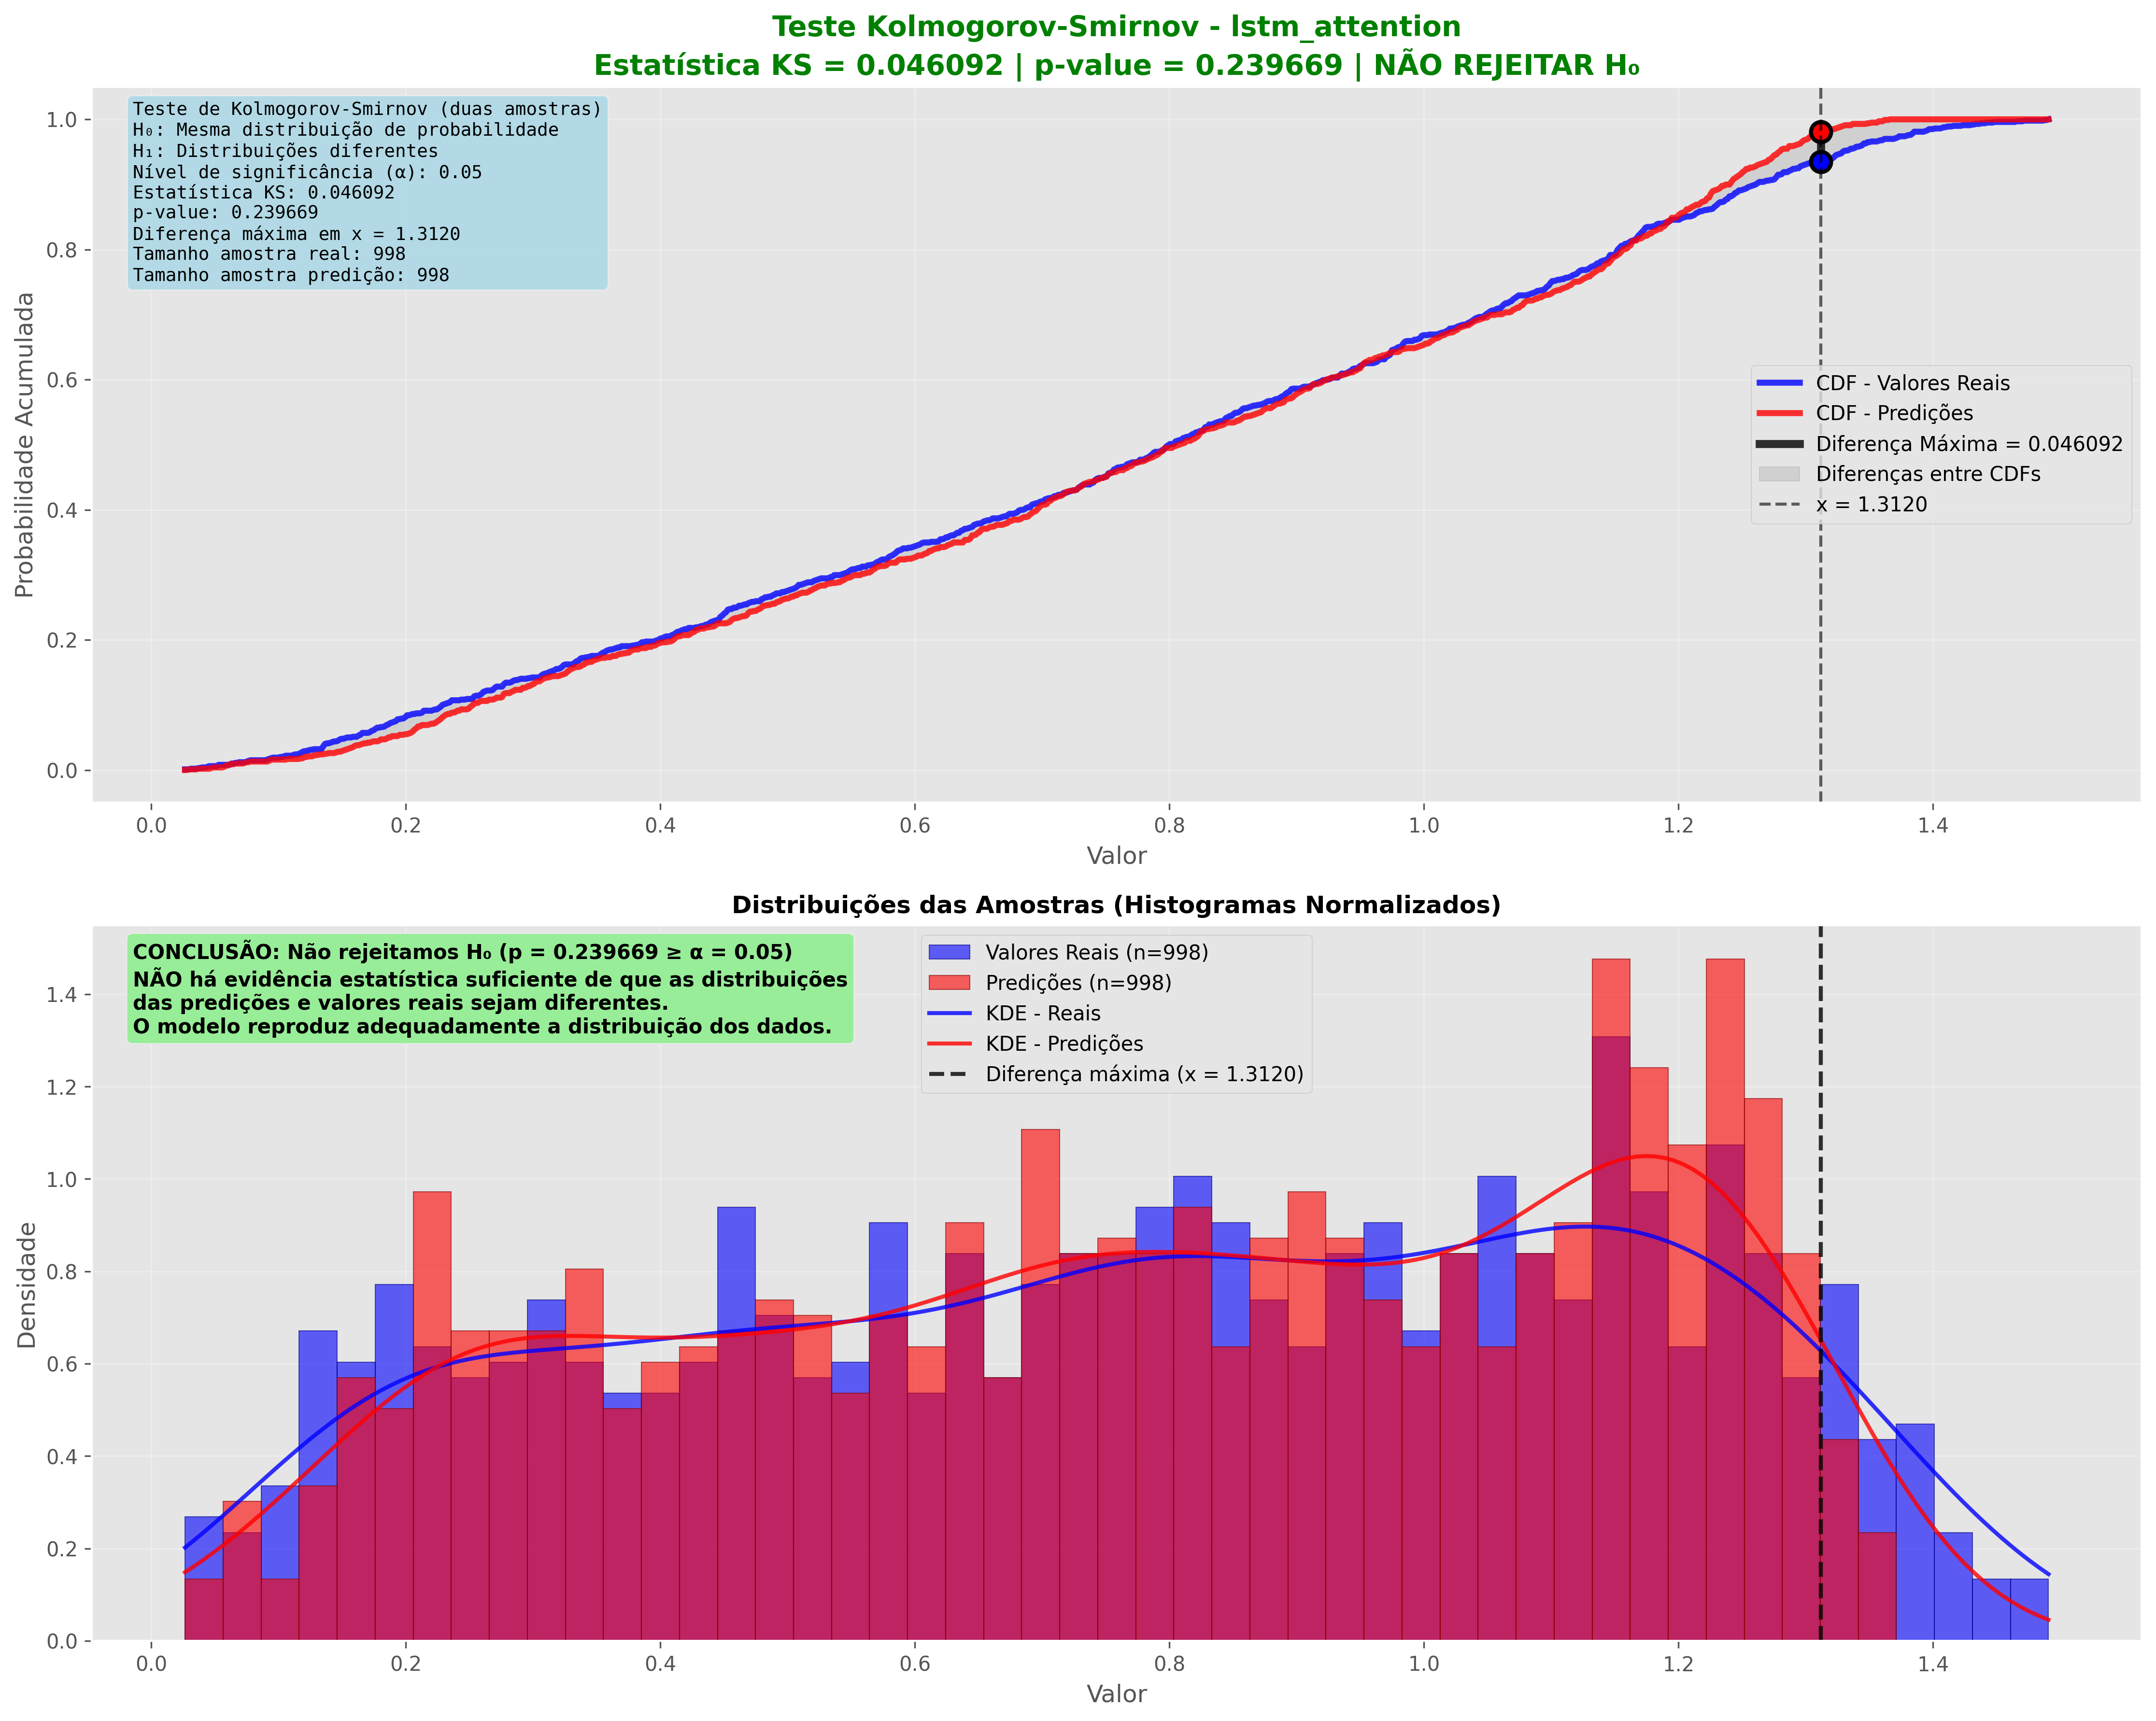 Teste Kolmogorov-Smirnov - lstm_attention
Estatística KS = 0.046092 | p-value = 0.239669 | NÃO REJEITAR H₀
Teste de Kolmogorov-Smirnov (duas amostras)
H₀: Mesma distribuição de probabilidade
H₁: Distribuições diferentes
Nível de significância (α): 0.05
Estatística KS: 0.046092
p-value: 0.239669
Diferença máxima em x = 1.3120
Tamanho amostra real: 998
Tamanho amostra predição: 998
CDF - Valores Reais
CDF - Predições
Diferença Máxima = 0.046092
Diferenças entre CDFs
x = 1.3120
Probabilidade Acumulada
1.0
0.8
0.6
0.4
0.2
0.0
0.0 0.2 0.4 0.6 0.8 1.0 1.2 1.4
Valor
Distribuições das Amostras (Histogramas Normalizados)
CONCLUSÃO: Não rejeitamos H₀ (p = 0.239669 ≥ α = 0.05)
NÃO há evidência estatística suficiente de que as distribuições
das predições e valores reais sejam diferentes.
O modelo reproduz adequadamente a distribuição dos dados.
Valores Reais (n=998)
Predições (n=998)
KDE - Reais
KDE - Predições
Diferença máxima (x = 1.3120)
Densidade
1.4
1.2
1.0
0.8
0.6
0.4
0.2
0.0
0.0 0.2 0.4 0.6 0.8 1.0 1.2 1.4
Valor